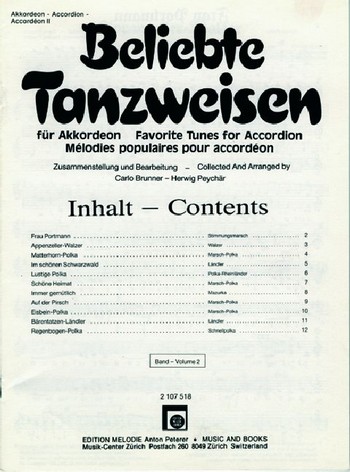 Akkordeon - Accordion -
Accordéon II
Beliebte
Tanzweisen
für Akkordeon Favorite Tunes for Accordion
Mélodies populaires pour accordéon
Zusammenstellung und Bearbeitung - Collected And Arranged by
Carlo Brunner - Herwig Peychär
Inhalt - Contents
Frau Portmann Stimmungsmarsch 2
Appenzeller-Walzer Walzer 3
Matterhorn-Polka Marsch-Polka 4
Im schönen Schwarzwald Ländler 5
Lustige Polka Polka-Rheinländer 6
Schöne Heimat Marsch-Polka 7
Immer gemütlich Mazurka 8
Auf der Pirsch Marsch-Polka 9
Eisbein-Polka Marsch-Polka 10
Bärentatzen-Ländler Ländler 11
Regenbogen-Polka Schnellpolka 12
Band - Volume 2
2 107 518
EDITION MELODIE Anton Peterer • MUSIC AND BOOKS
Musik-Center Zürich Postfach 260 8049 Zürich Switzerland